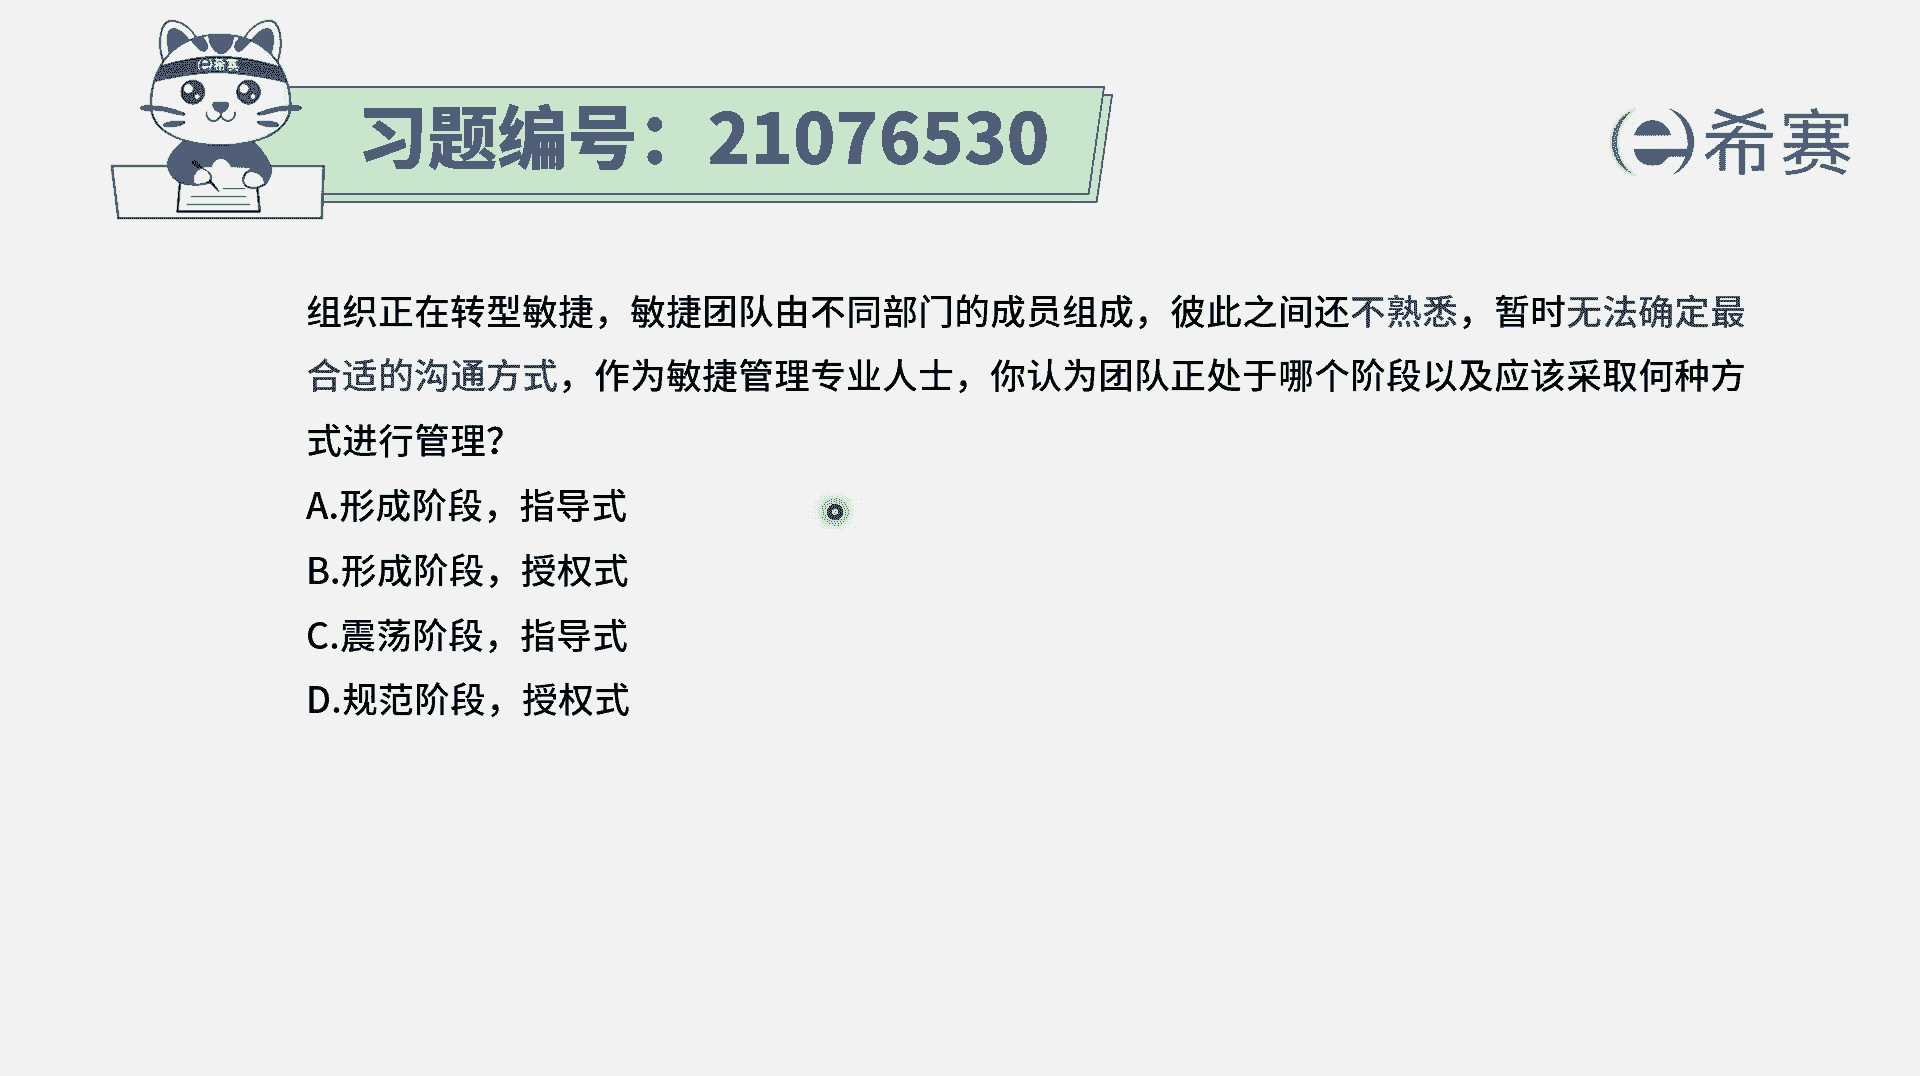 希赛
习题编号：21076530
希赛
组织正在转型敏捷，敏捷团队由不同部门的成员组成，彼此之间还不熟悉，暂时无法确定最
合适的沟通方式，作为敏捷管理专业人士，你认为团队正处于哪个阶段以及应该采取何种方
式进行管理？
A.形成阶段，指导式
B.形成阶段，授权式
C.震荡阶段，指导式
D.规范阶段，授权式